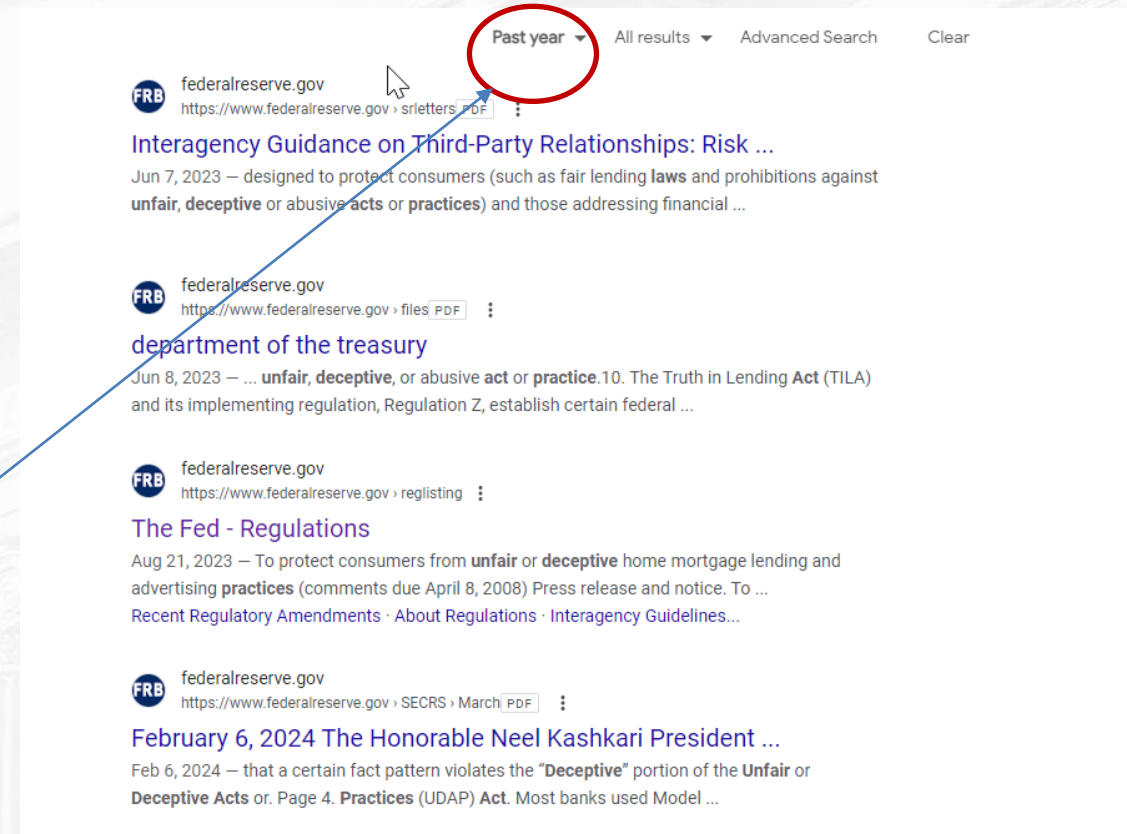 Past year All results Advanced Search Clear
FRB federalreserve.gov
https://www.federalreserve.gov › srletters PDF
Interagency Guidance on Third-Party Relationships: Risk ...
Jun 7, 2023 — designed to protect consumers (such as fair lending laws and prohibitions against
unfair, deceptive or abusive acts or practices) and those addressing financial ...
FRB federalreserve.gov
https://www.federalreserve.gov › files PDF
department of the treasury
Jun 8, 2023 — ... unfair, deceptive, or abusive act or practice.10. The Truth in Lending Act (TILA)
and its implementing regulation, Regulation Z, establish certain federal ...
FRB federalreserve.gov
https://www.federalreserve.gov › reglisting
The Fed - Regulations
Aug 21, 2023 — To protect consumers from unfair or deceptive home mortgage lending and
advertising practices (comments due April 8, 2008) Press release and notice. To ...
Recent Regulatory Amendments · About Regulations · Interagency Guidelines...
FRB federalreserve.gov
https://www.federalreserve.gov › SECRS › March PDF
February 6, 2024 The Honorable Neel Kashkari President ...
Feb 6, 2024 — that a certain fact pattern violates the “Deceptive” portion of the Unfair or
Deceptive Acts or. Page 4. Practices (UDAP) Act. Most banks used Model ...